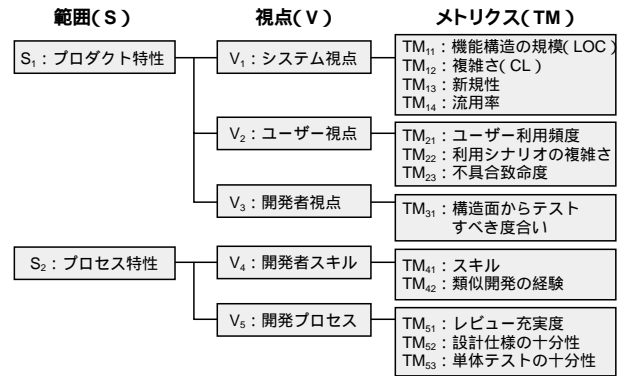 範囲(S)
視点(V)
メトリクス(TM)
S1：プロダクト特性
V1：システム視点
TM11：機能構造の規模(LOC)
TM12：複雑さ(CL)
TM13：新規性
TM14：流用率
V2：ユーザー視点
TM21：ユーザー利用頻度
TM22：利用シナリオの複雑さ
TM23：不具合致命度
V3：開発者視点
TM31：構造面からテスト
すべき度合い
S2：プロセス特性
V4：開発者スキル
TM41：スキル
TM42：類似開発の経験
V5：開発プロセス
TM51：レビュー充実度
TM52：設計仕様の十分性
TM53：単体テストの十分性